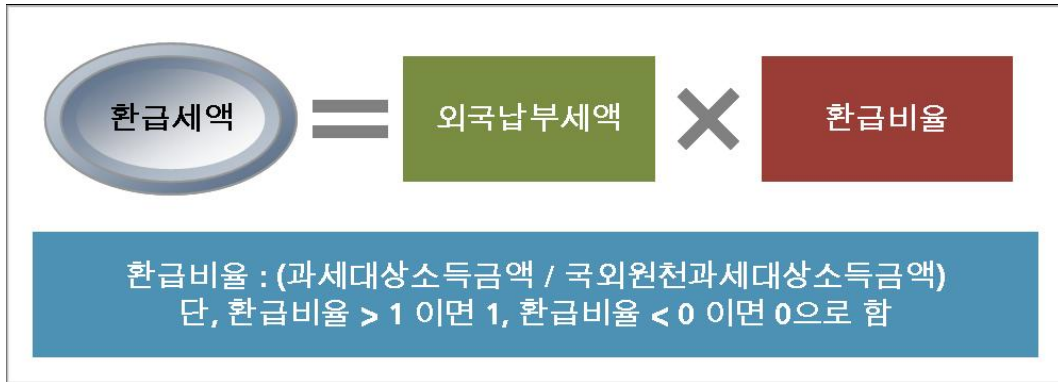 환급세액 = 외국납부세액 × 환급비율
환급비율 : (과세대상소득금액 / 국외원천과세대상소득금액)
단, 환급비율 > 1 이면 1, 환급비율 < 0 이면 0으로 함